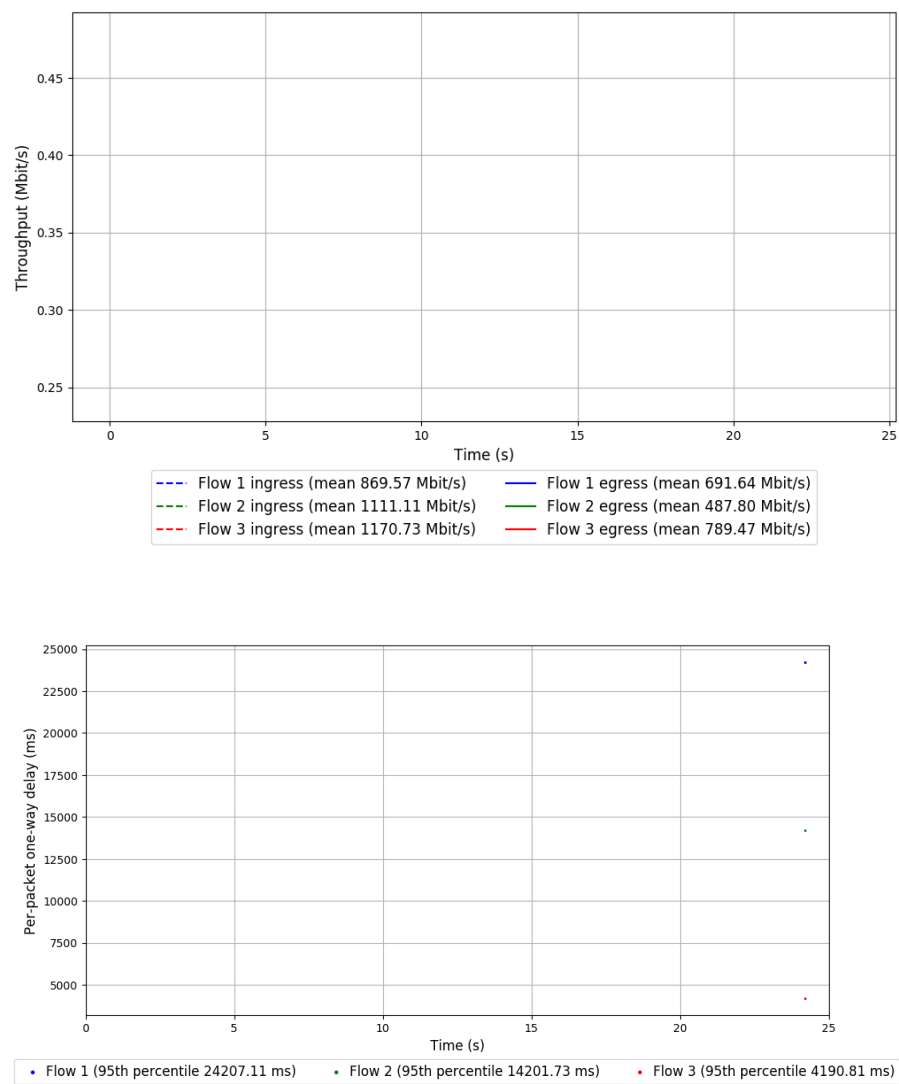 0.45
0.40
0.35
0.30
0.25
Throughput (Mbit/s)
0 5 10 15 20 25
Time (s)
Flow 1 ingress (mean 869.57 Mbit/s) Flow 1 egress (mean 691.64 Mbit/s)
Flow 2 ingress (mean 1111.11 Mbit/s) Flow 2 egress (mean 487.80 Mbit/s)
Flow 3 ingress (mean 1170.73 Mbit/s) Flow 3 egress (mean 789.47 Mbit/s)
25000
22500
20000
17500
15000
12500
10000
7500
5000
Per-packet one-way delay (ms)
0 5 10 15 20 25
Time (s)
Flow 1 (95th percentile 24207.11 ms) Flow 2 (95th percentile 14201.73 ms) Flow 3 (95th percentile 4190.81 ms)